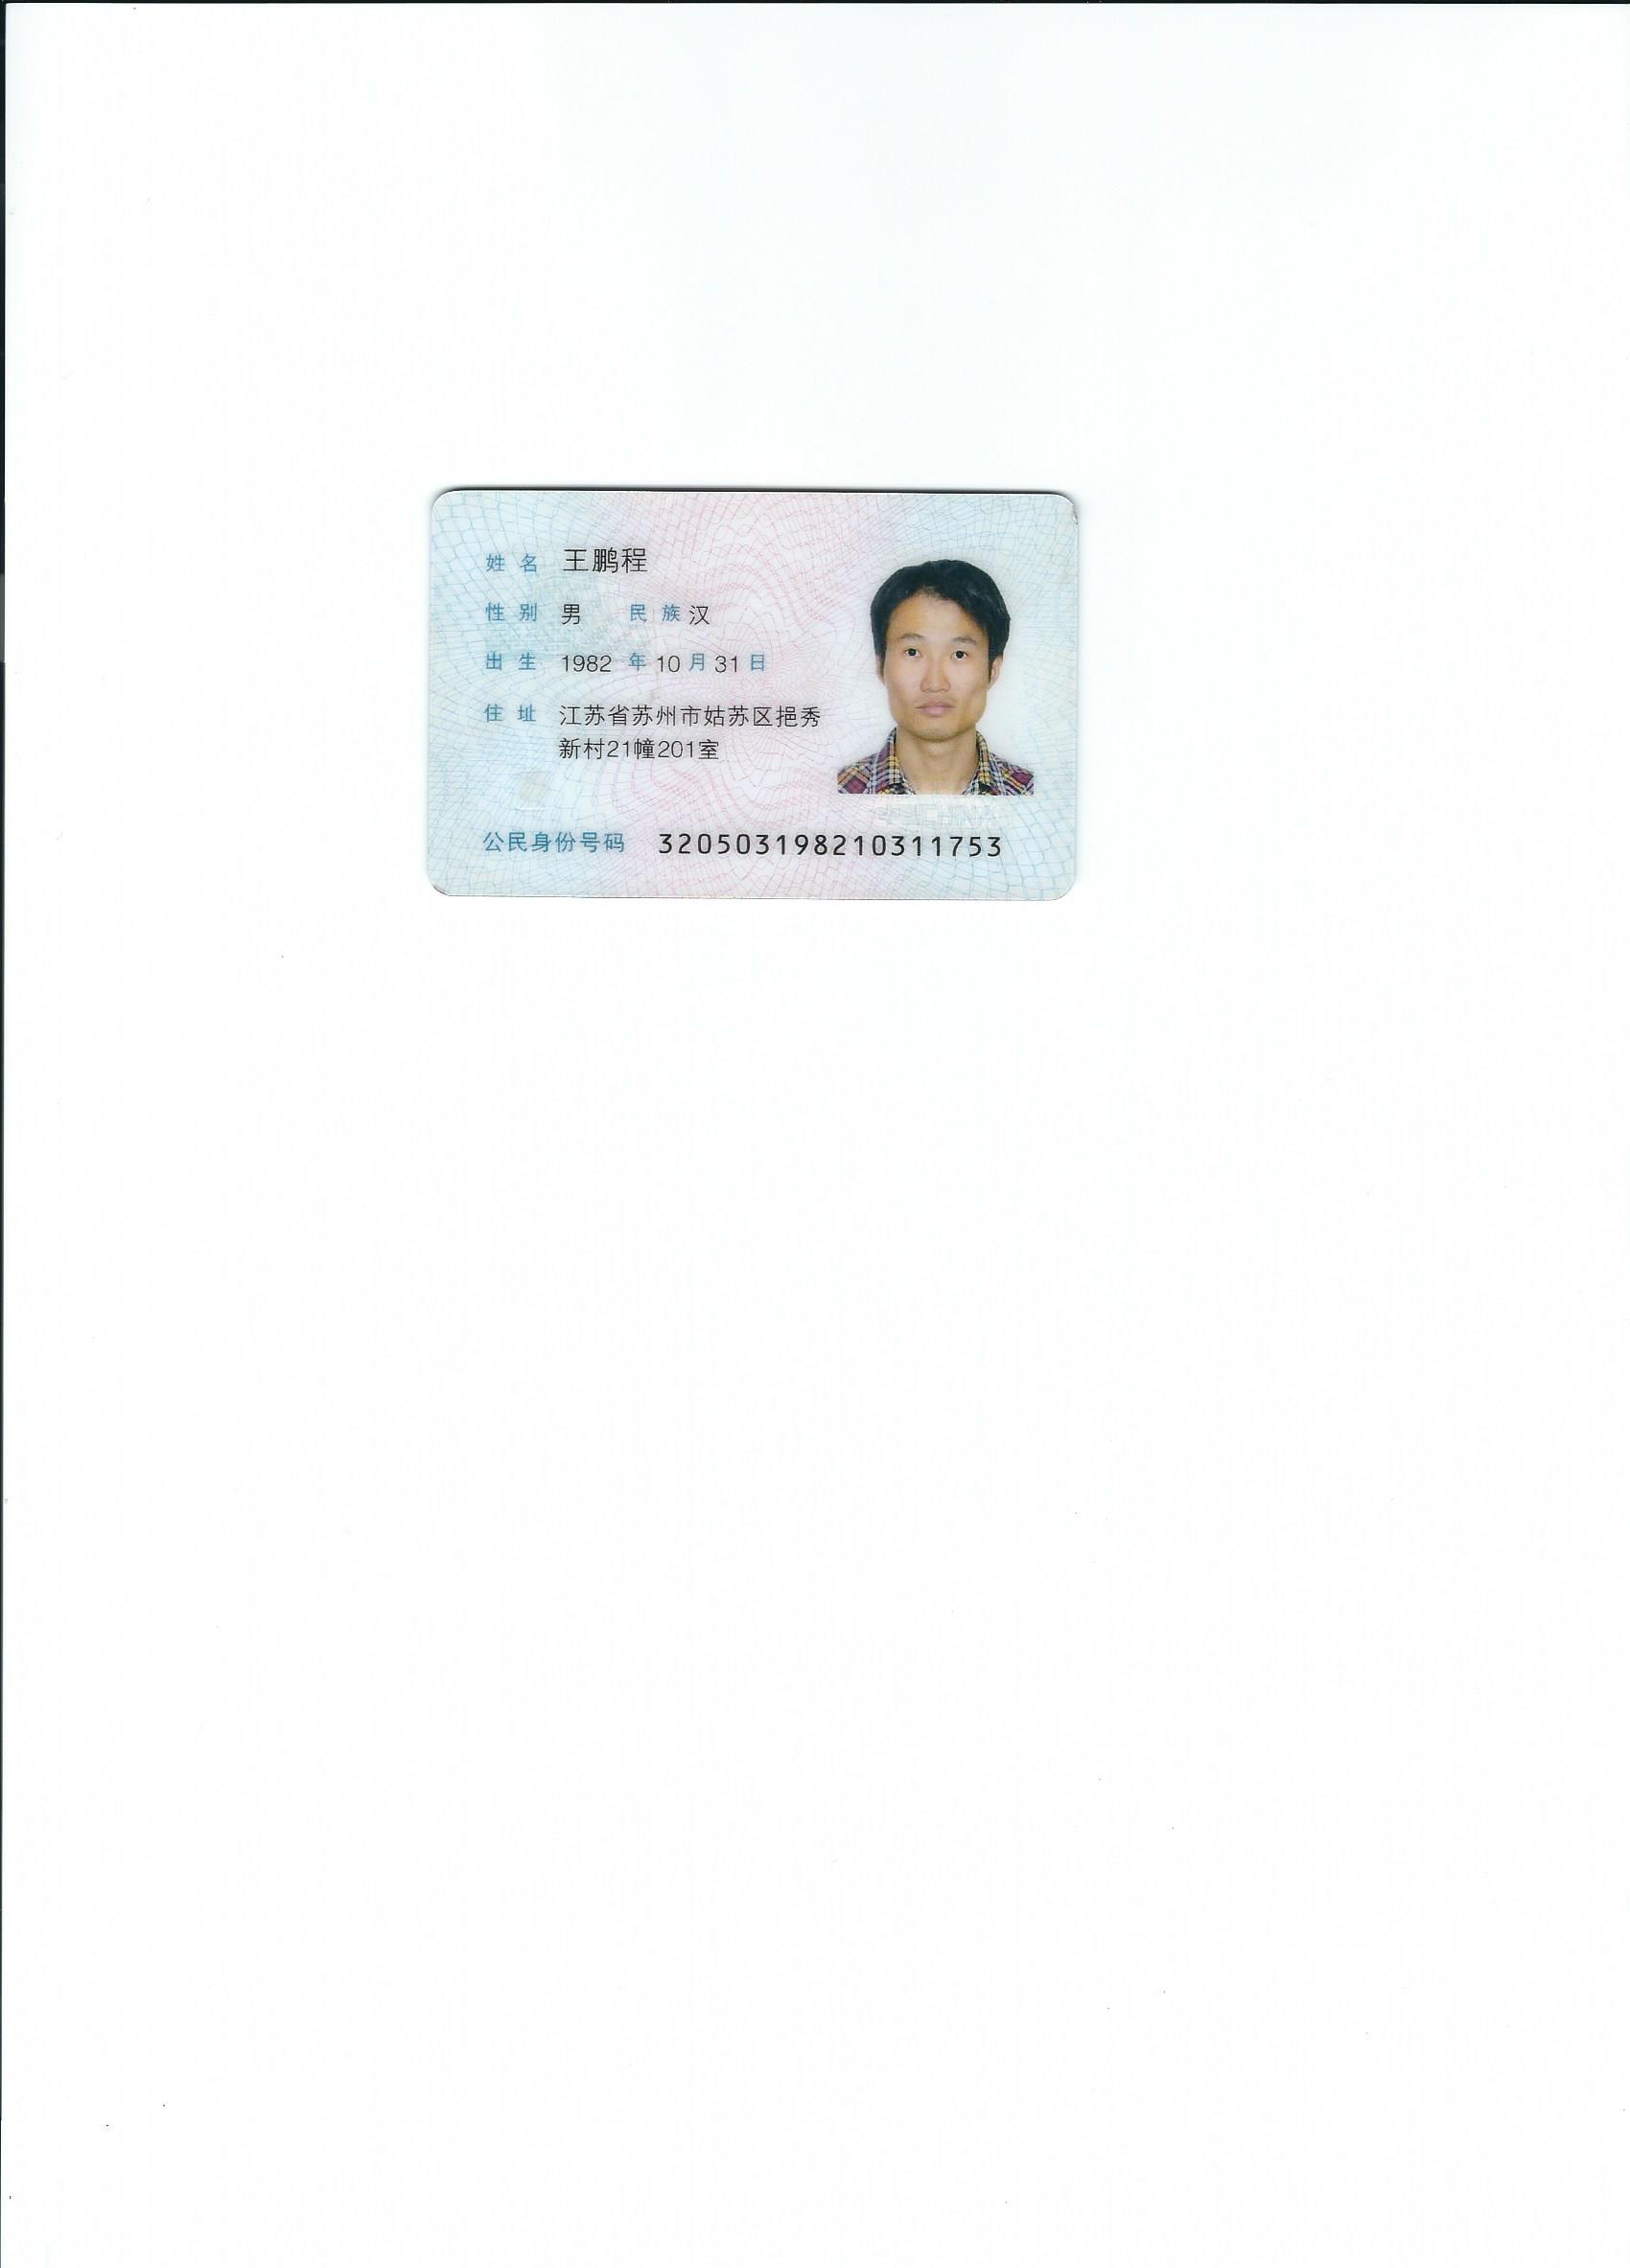 姓名 王鹏程
性别 男 民族 汉
出生 1982 年 10 月 31 日
住址 江苏省苏州市姑苏区挹秀
新村21幢201室
公民身份号码 320503198210311753